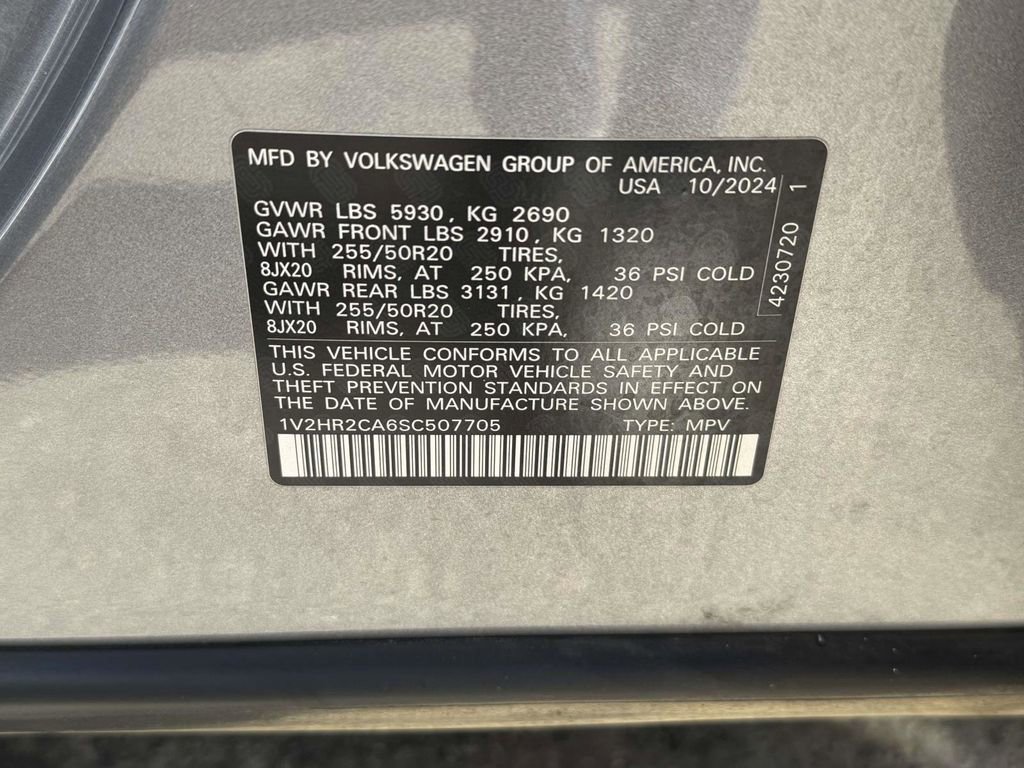 MFD BY VOLKSWAGEN GROUP OF AMERICA, INC.
USA 10/2024
GVWR LBS 5930, KG 2690
GAWR FRONT LBS 2910, KG 1320
WITH 255/50R20 TIRES,
8JX20 RIMS, AT 250 KPA, 36 PSI COLD
GAWR REAR LBS 3131, KG 1420
WITH 255/50R20 TIRES,
8JX20 RIMS, AT 250 KPA, 36 PSI COLD
THIS VEHICLE CONFORMS TO ALL APPLICABLE
U.S. FEDERAL MOTOR VEHICLE SAFETY AND
THEFT PREVENTION STANDARDS IN EFFECT ON
THE DATE OF MANUFACTURE SHOWN ABOVE.
1V2HR2CA6SC507705 TYPE: MPV
4230720 1